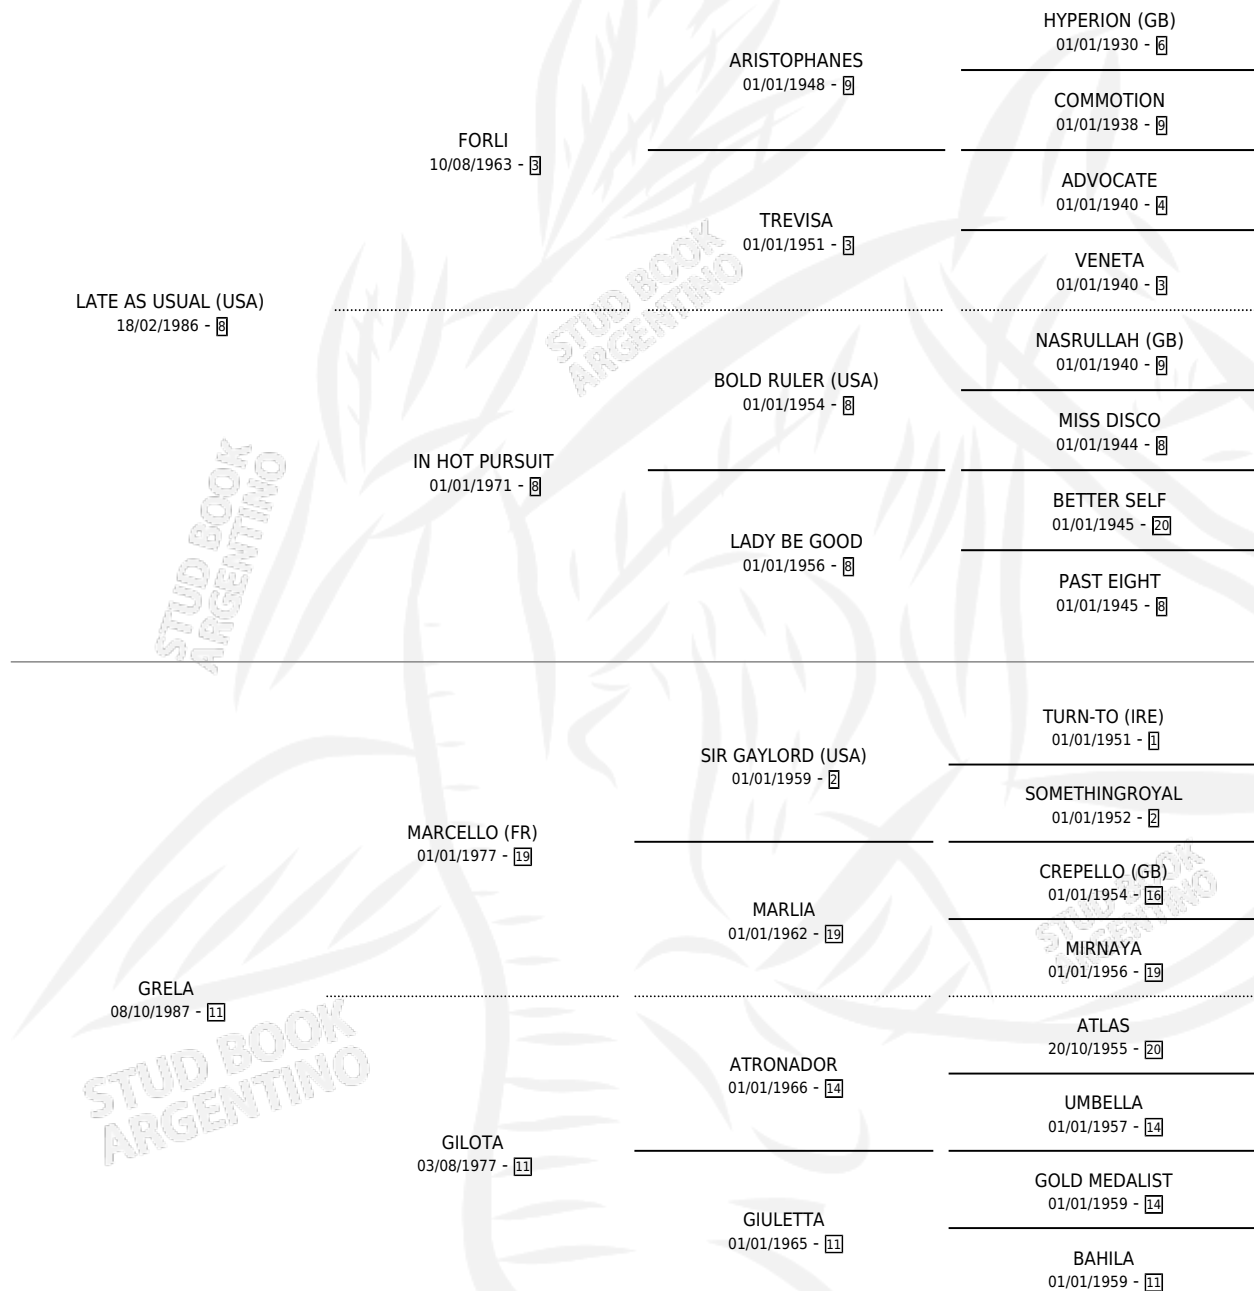 HYPERION (GB)
01/01/1930 - 6
ARISTOPHANES
01/01/1948 - 9
COMMOTION
01/01/1938 - 9
FORLI
10/08/1963 - 3
ADVOCATE
01/01/1940 - 4
TREVISA
01/01/1951 - 3
VENETA
01/01/1940 - 3
LATE AS USUAL (USA)
18/02/1986 - 8
NASRULLAH (GB)
01/01/1940 - 9
BOLD RULER (USA)
01/01/1954 - 8
MISS DISCO
01/01/1944 - 8
IN HOT PURSUIT
01/01/1971 - 8
BETTER SELF
01/01/1945 - 20
LADY BE GOOD
01/01/1956 - 8
PAST EIGHT
01/01/1945 - 8
TURN-TO (IRE)
01/01/1951 - 1
SIR GAYLORD (USA)
01/01/1959 - 2
SOMETHINGROYAL
01/01/1952 - 2
MARCELLO (FR)
01/01/1977 - 19
CREPELLO (GB)
01/01/1954 - 16
MARLIA
01/01/1962 - 19
MIRNAYA
01/01/1956 - 19
GRELA
08/10/1987 - 11
ATLAS
20/10/1955 - 20
ATRONADOR
01/01/1966 - 14
UMBELLA
01/01/1957 - 14
GILOTA
03/08/1977 - 11
GOLD MEDALIST
01/01/1959 - 14
GIULETTA
01/01/1965 - 11
BAHILA
01/01/1959 - 11
STUD BOOK
ARGENTINO
STUD BOOK
ARGENTINO
STUD BOOK
ARGENTINO
STUD BOOK
ARGENTINO